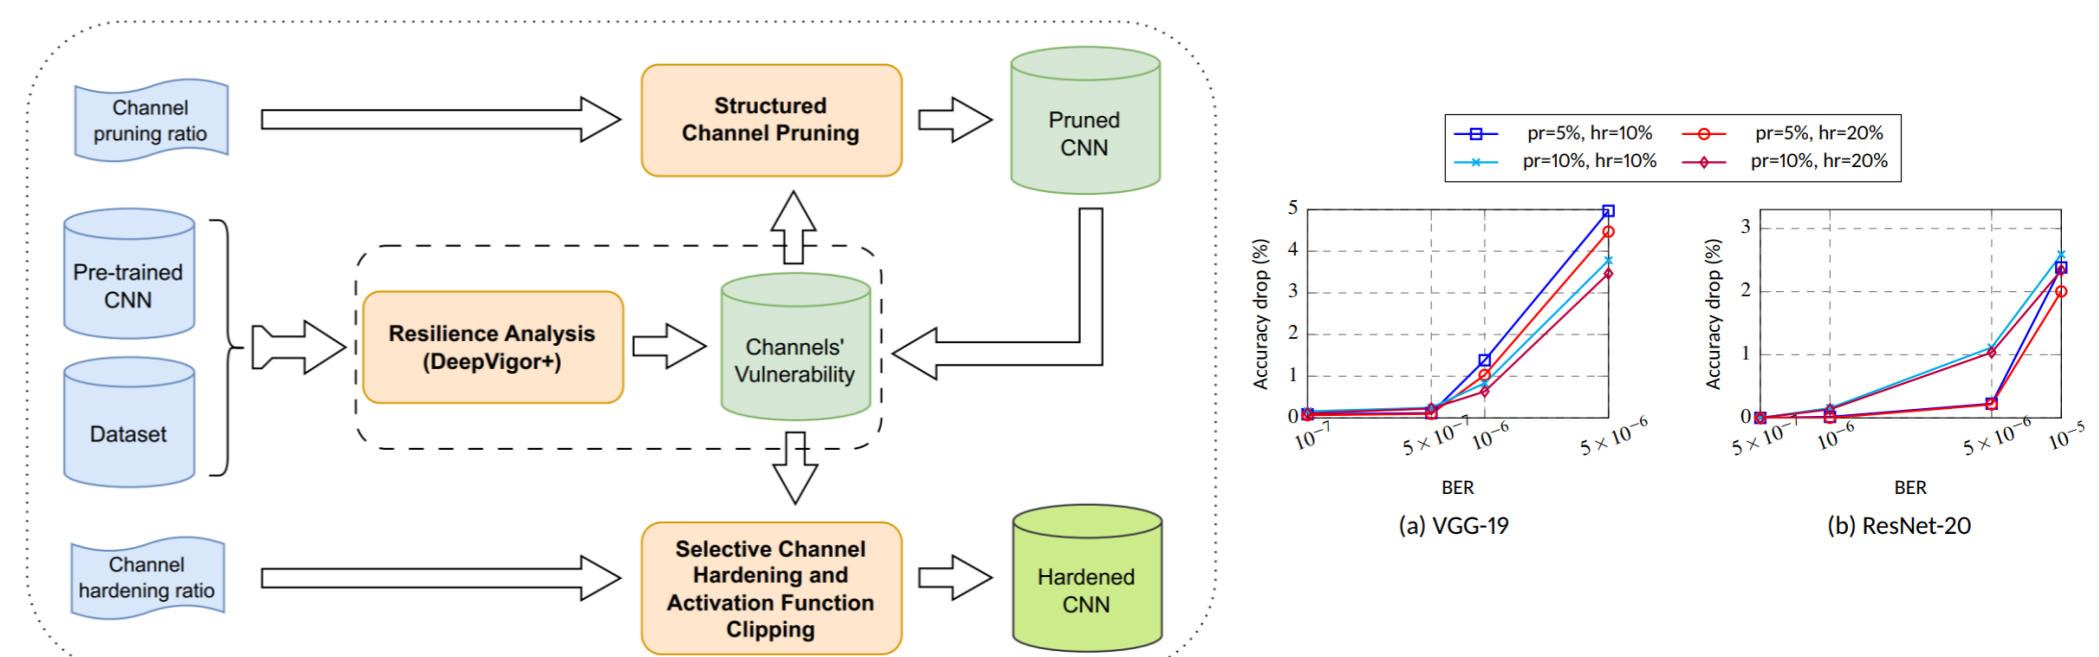 Channel
pruning ratio
Structured
Channel Pruning
Pruned
CNN
Pre-trained
CNN
Dataset
Resilience Analysis
(DeepVigor+)
Channels'
Vulnerability
Channel
hardening ratio
Selective Channel
Hardening and
Activation Function
Clipping
Hardened
CNN
pr=5%, hr=10%
pr=5%, hr=20%
pr=10%, hr=10%
pr=10%, hr=20%
Accuracy drop (%)
5
4
3
2
1
0
10⁻⁷
5 × 10⁻⁷
10⁻⁶
5 × 10⁻⁶
BER
(a) VGG-19
Accuracy drop (%)
3
2
1
0
5 × 10⁻⁷
10⁻⁶
5 × 10⁻⁶
10⁻⁵
BER
(b) ResNet-20